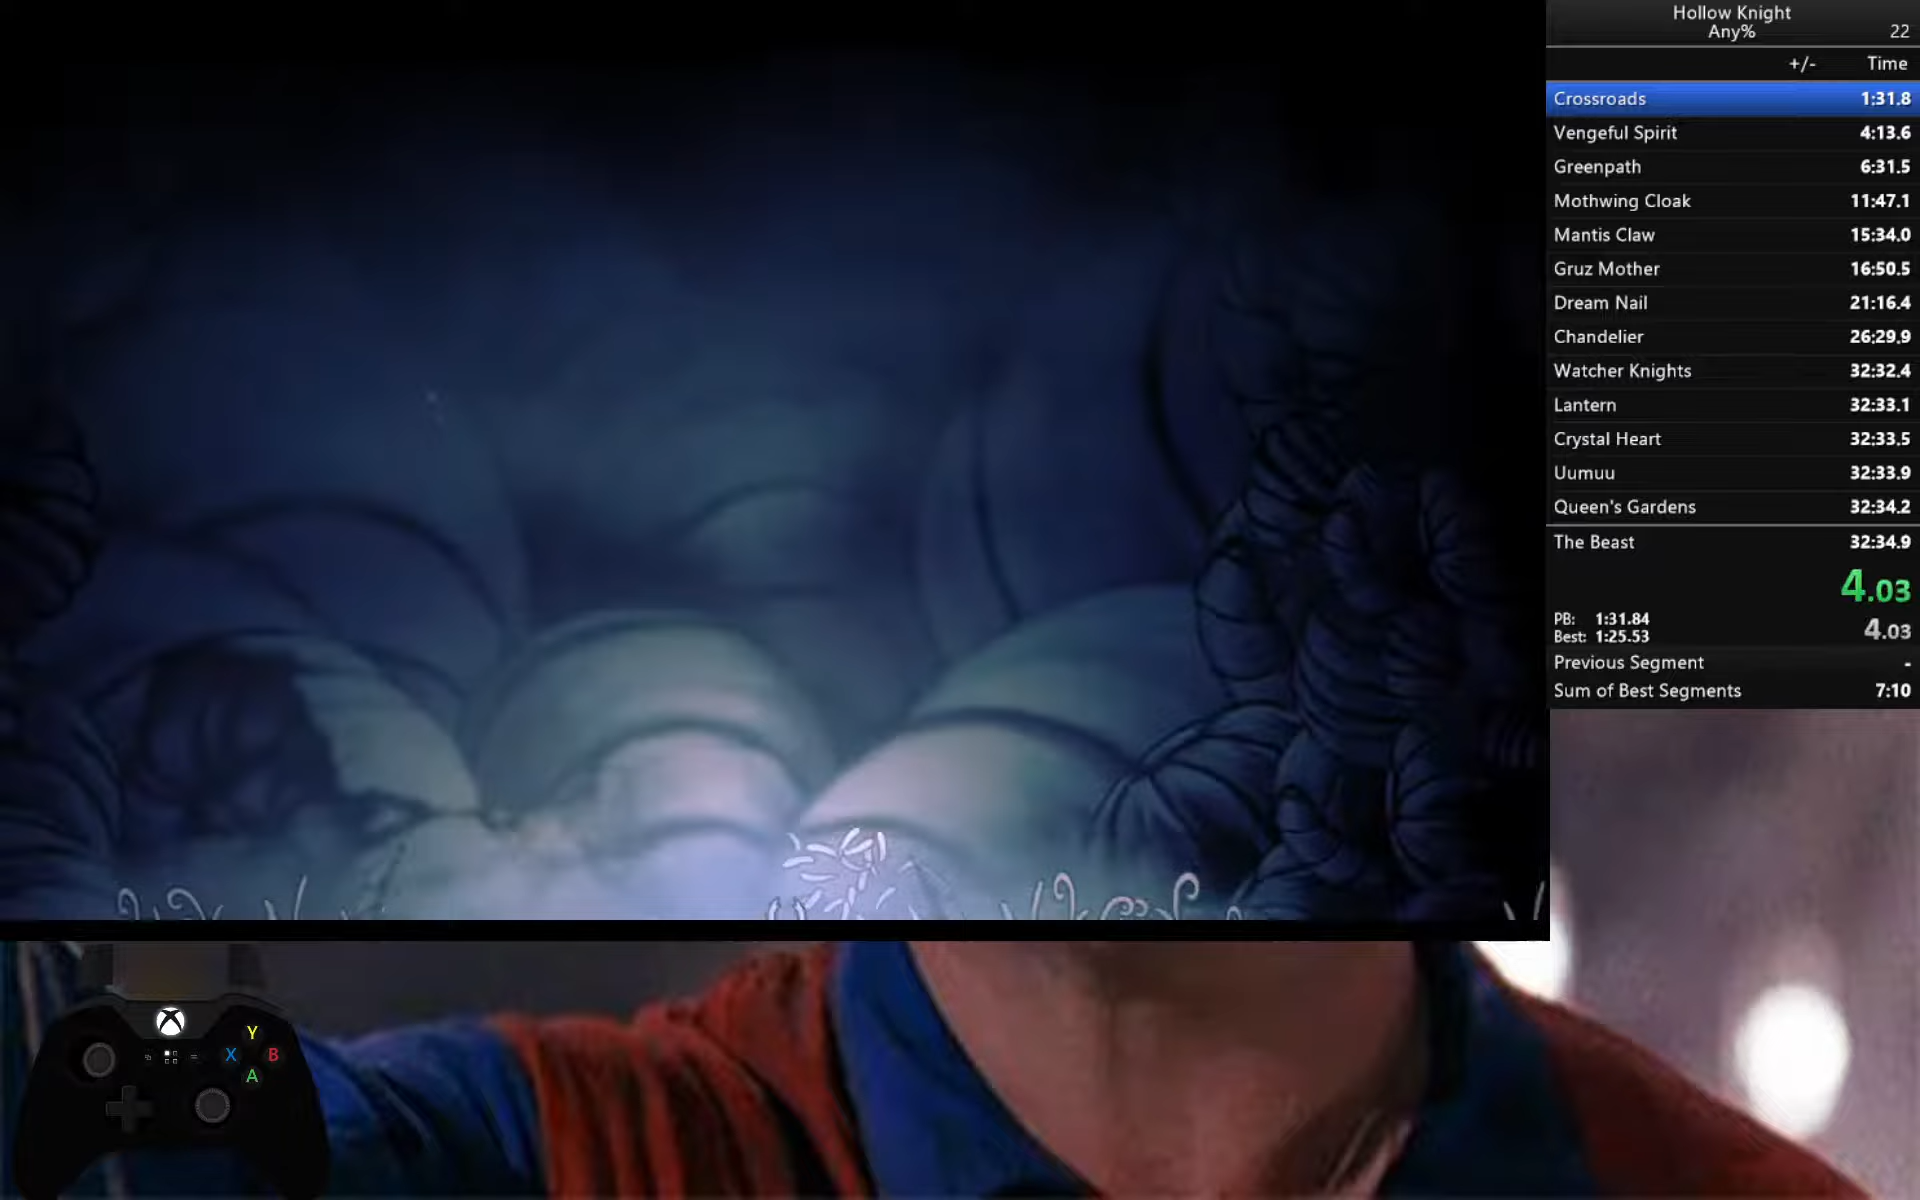 Hollow Knight
Any%
22
+/- Time
Crossroads 1:31.8
Vengeful Spirit 4:13.6
Greenpath 6:31.5
Mothwing Cloak 11:47.1
Mantis Claw 15:34.0
Gruz Mother 16:50.5
Dream Nail 21:16.4
Chandelier 26:29.9
Watcher Knights 32:32.4
Lantern 32:33.1
Crystal Heart 32:33.5
Uumuu 32:33.9
Queen's Gardens 32:34.2
The Beast 32:34.9
4.03
PB: 1:31.84
Best: 1:25.53
4.03
Previous Segment -
Sum of Best Segments 7:10
Y
X B
A